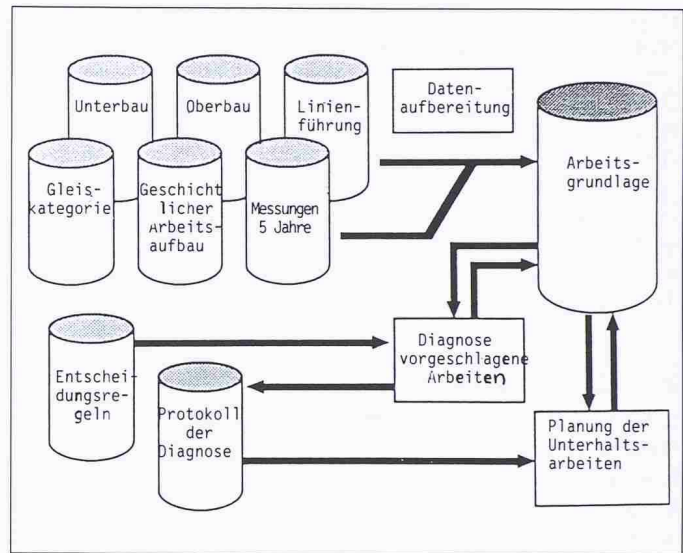 Unterbau
Oberbau
Linien-
führung
Daten-
aufbereitung
Gleis-
kategorie
Geschicht
licher
Arbeits-
aufbau
Messungen
5 Jahre
Arbeits-
grundlage
Entschei-
dungsre-
geln
Protokoll
der
Diagnose
Diagnose
vorgeschlagene
Arbeiten
Planung der
Unterhalts-
arbeiten